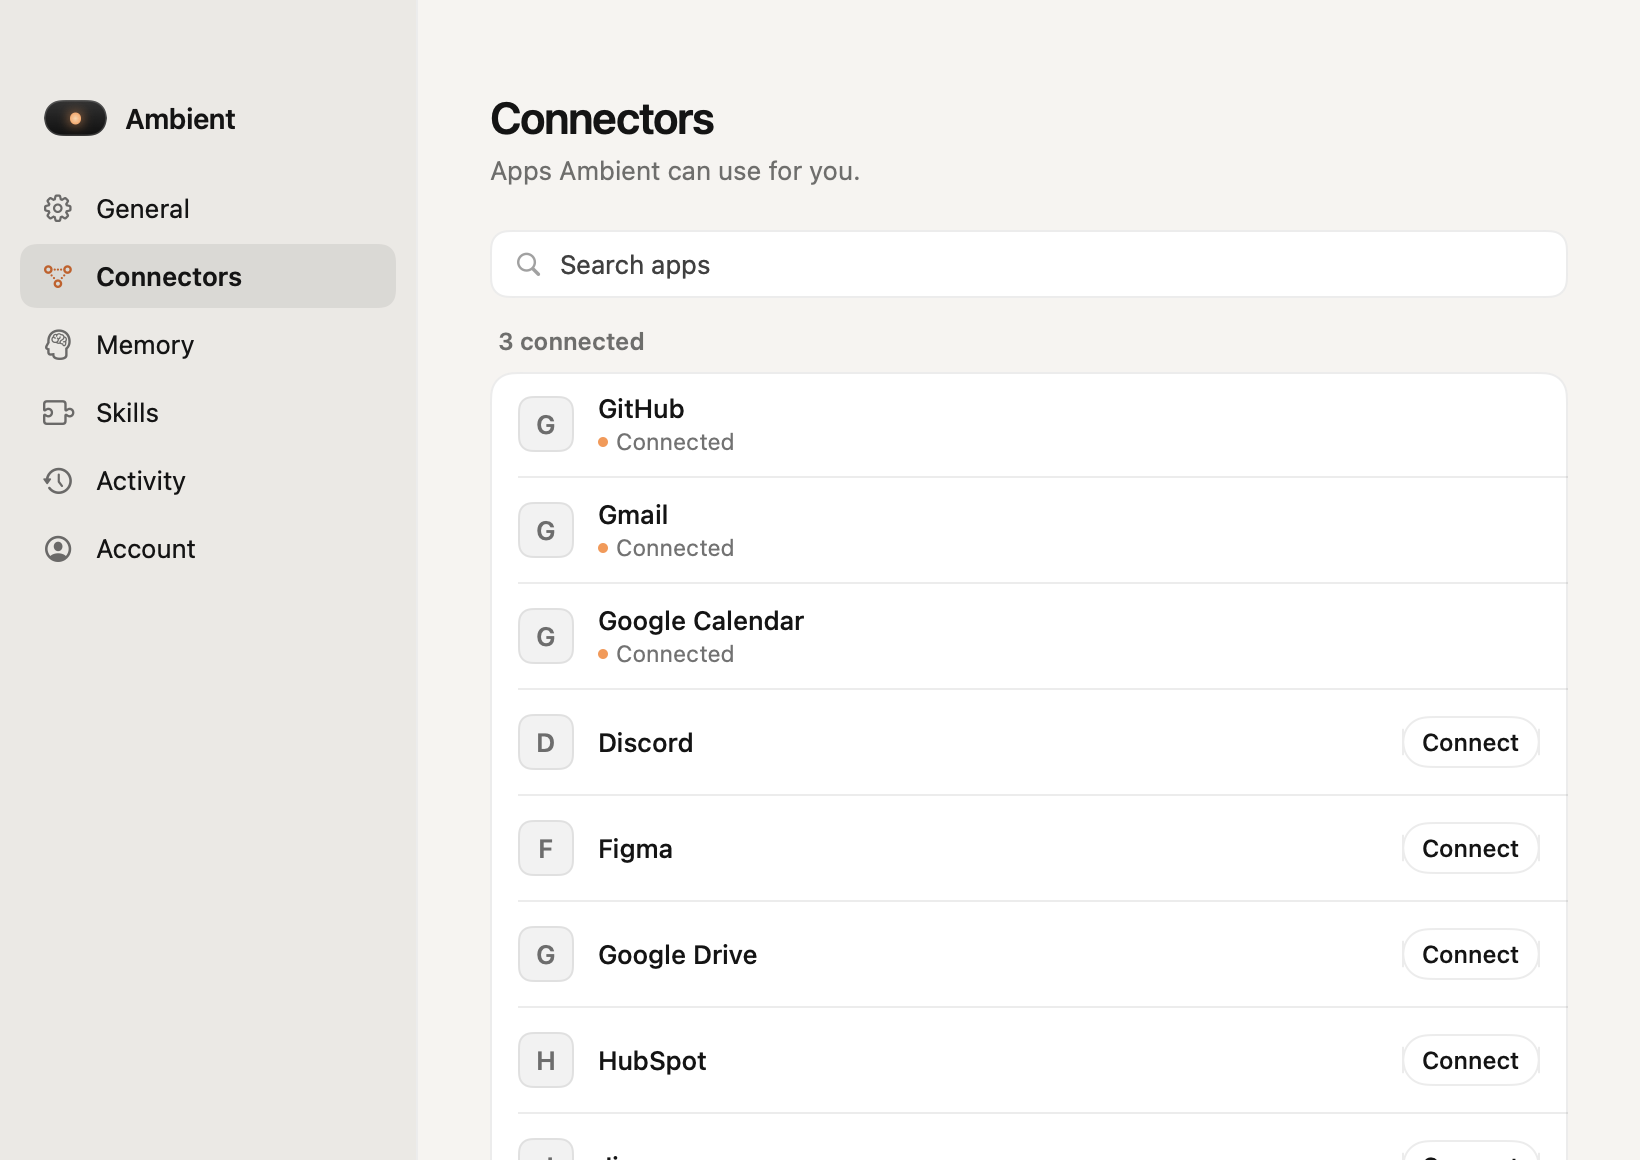 Ambient
General
Connectors
Memory
Skills
Activity
Account
Connectors
Apps Ambient can use for you.
Search apps
3 connected
G
GitHub
Connected
G
Gmail
Connected
G
Google Calendar
Connected
D
Discord
Connect
F
Figma
Connect
G
Google Drive
Connect
H
HubSpot
Connect